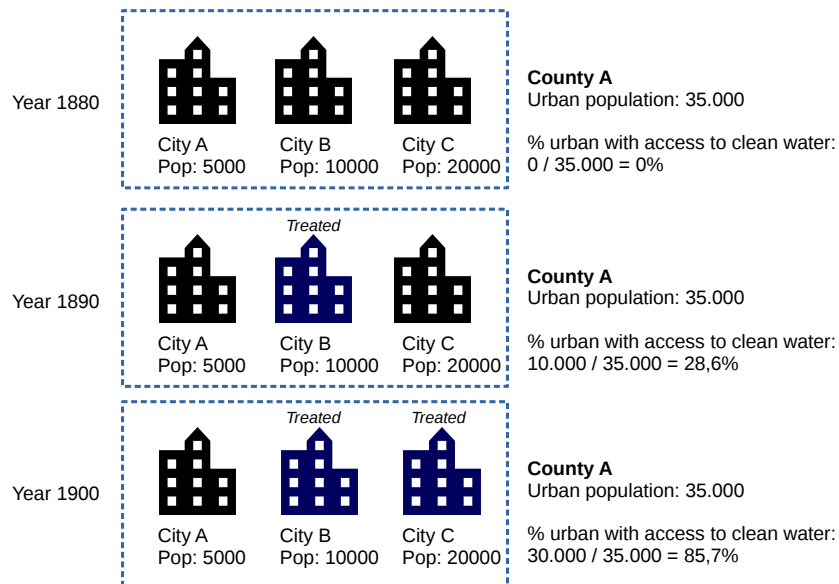 Year 1880
City A
Pop: 5000
City B
Pop: 10000
City C
Pop: 20000
County A
Urban population: 35.000
% urban with access to clean water:
0 / 35.000 = 0%
Year 1890
Treated
City A
Pop: 5000
City B
Pop: 10000
City C
Pop: 20000
County A
Urban population: 35.000
% urban with access to clean water:
10.000 / 35.000 = 28,6%
Year 1900
Treated
Treated
City A
Pop: 5000
City B
Pop: 10000
City C
Pop: 20000
County A
Urban population: 35.000
% urban with access to clean water:
30.000 / 35.000 = 85,7%